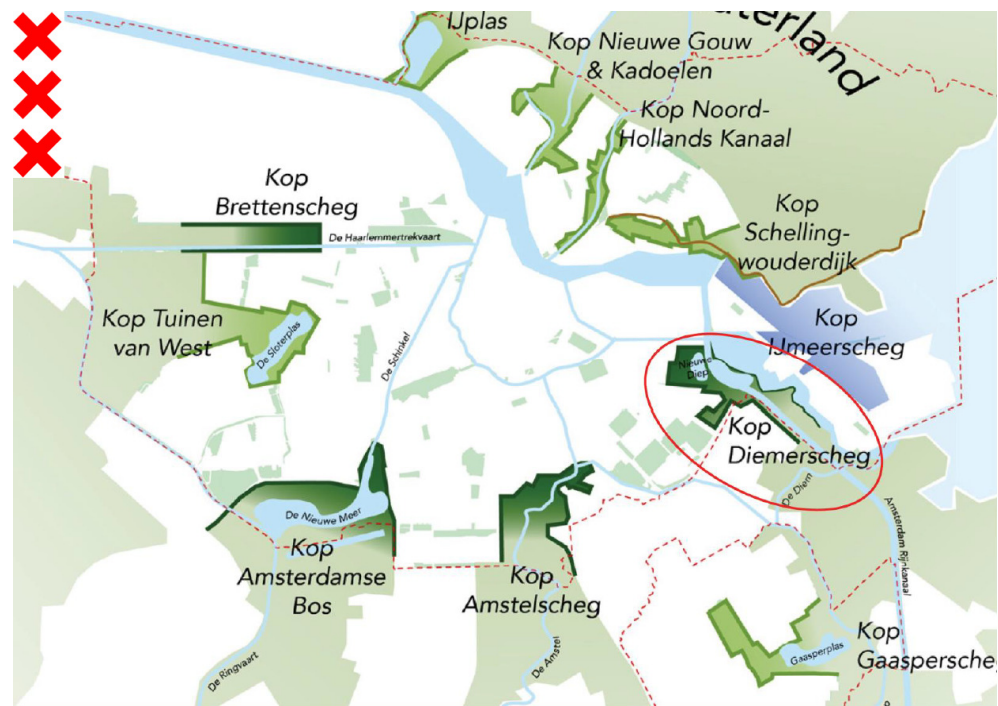 IJplas
Kop Nieuwe Gouw
& Kadoelen
Kop Noord-
Hollands Kanaal
Kop
Brettenscheg
De Haarlemmertrekvaart
Kop
Schelling-
wouderdijk
Kop Tuinen
van West
De Sloterplas
De Schinkel
Kop
IJmeerscheg
Nieuwe
Diep
Kop
Diemerscheg
De Diem
Amsterdam Rijnkanaal
De Nieuwe Meer
Kop
Amsterdamse
Bos
Kop
Amstelscheg
De Ringvaart
De Amstel
Gaasperplas
Kop
Gaasperscheg